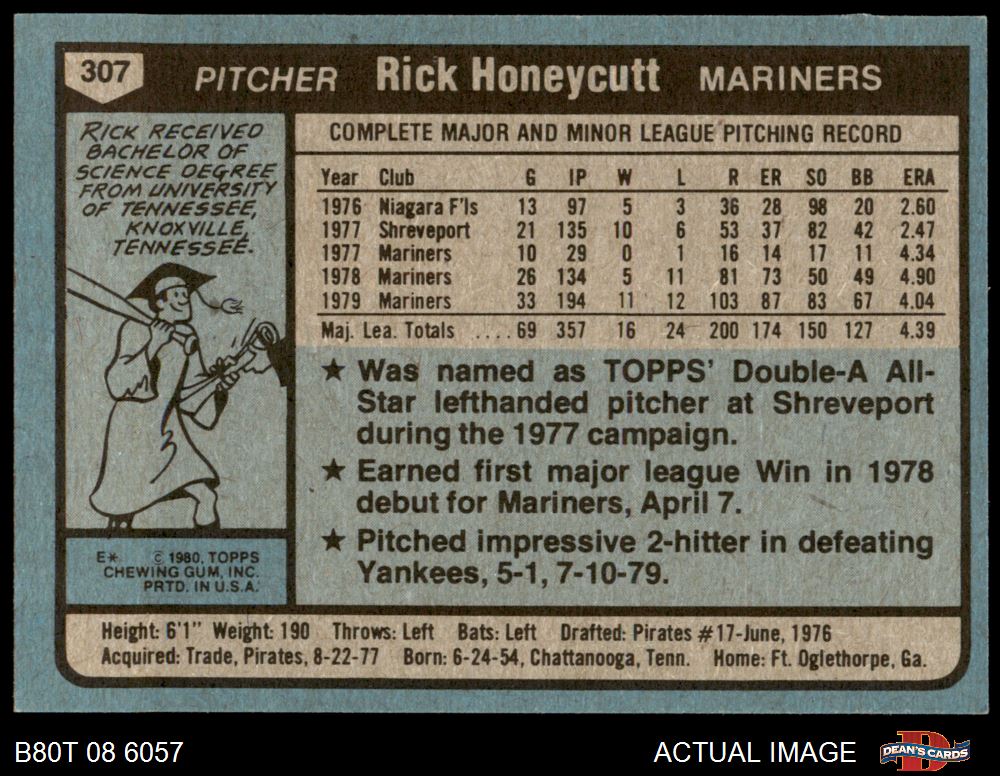 307 PITCHER Rick Honeycutt MARINERS
RICK RECEIVED
BACHELOR OF
SCIENCE DEGREE
FROM UNIVERSITY
OF TENNESSEE,
KNOXVILLE,
TENNESSEE.
COMPLETE MAJOR AND MINOR LEAGUE PITCHING RECORD
Year Club G IP W L R ER SO BB ERA
1976 Niagara F'ls 13 97 5 3 36 28 98 20 2.60
1977 Shreveport 21 135 10 6 53 37 82 42 2.47
1977 Mariners 10 29 0 1 16 14 17 11 4.34
1978 Mariners 26 134 5 11 81 73 50 49 4.90
1979 Mariners 33 194 11 12 103 87 83 67 4.04
Maj. Lea. Totals ....69 357 16 24 200 174 150 127 4.39
★ Was named as TOPPS' Double-A All-
Star lefthanded pitcher at Shreveport
during the 1977 campaign.
★ Earned first major league Win in 1978
debut for Mariners, April 7.
★ Pitched impressive 2-hitter in defeating
Yankees, 5-1, 7-10-79.
E* © 1980, TOPPS
CHEWING GUM, INC.
PRTD. IN U.S.A.
Height: 6'1" Weight: 190 Throws: Left Bats: Left Drafted: Pirates #17-June, 1976
Acquired: Trade, Pirates, 8-22-77 Born: 6-24-54, Chattanooga, Tenn. Home: Ft. Oglethorpe, Ga.
B80T 08 6057 ACTUAL IMAGE DEAN'S CARDS